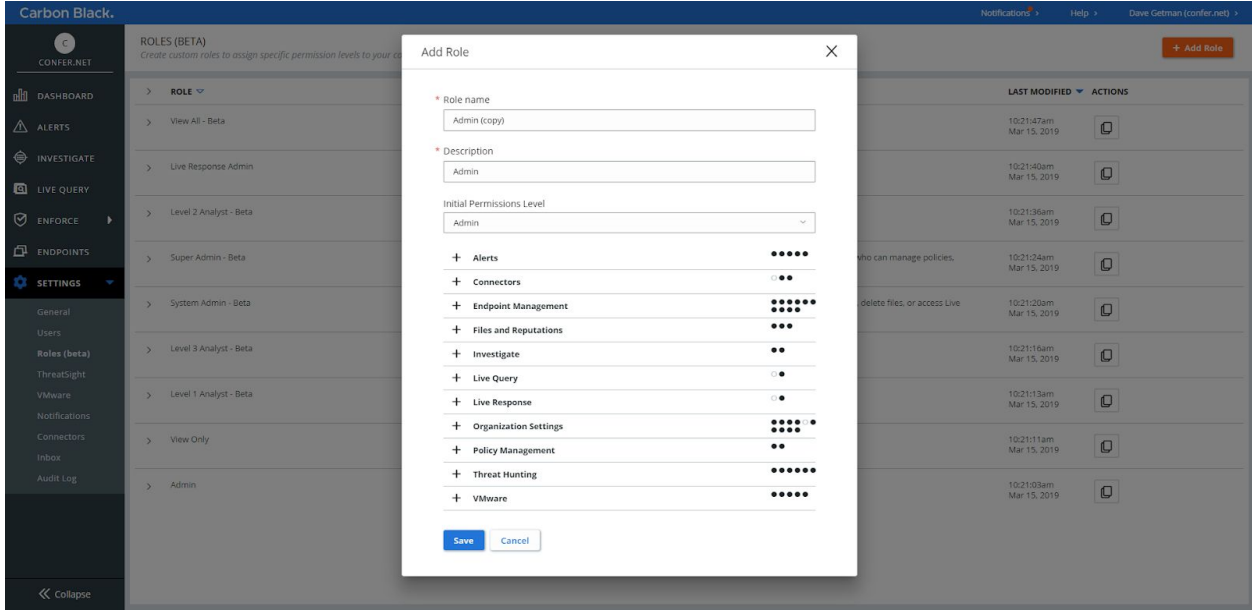 Carbon Black.
Notifications >
Help >
Dave Getman (confer.net) >
C
CONFER.NET
DASHBOARD
ALERTS
INVESTIGATE
LIVE QUERY
ENFORCE
ENDPOINTS
SETTINGS
General
Users
Roles (beta)
ThreatSight
VMware
Notifications
Connectors
Inbox
Audit Log
Collapse
ROLES (BETA)
Create custom roles to assign specific permission levels to your
+ Add Role
ROLE
LAST MODIFIED
ACTIONS
View All - Beta
10:21:47am
Mar 15, 2019
Live Response Admin
10:21:40am
Mar 15, 2019
Level 2 Analyst - Beta
10:21:36am
Mar 15, 2019
Super Admin - Beta
who can manage policies,
10:21:24am
Mar 15, 2019
System Admin - Beta
delete files, or access Live
10:21:20am
Mar 15, 2019
Level 3 Analyst - Beta
10:21:16am
Mar 15, 2019
Level 1 Analyst - Beta
10:21:13am
Mar 15, 2019
View Only
10:21:11am
Mar 15, 2019
Admin
10:21:03am
Mar 15, 2019
Add Role
* Role name
Admin (copy)
* Description
Admin
Initial Permissions Level
Admin
+ Alerts
+ Connectors
+ Endpoint Management
+ Files and Reputations
+ Investigate
+ Live Query
+ Live Response
+ Organization Settings
+ Policy Management
+ Threat Hunting
+ VMware
Save
Cancel